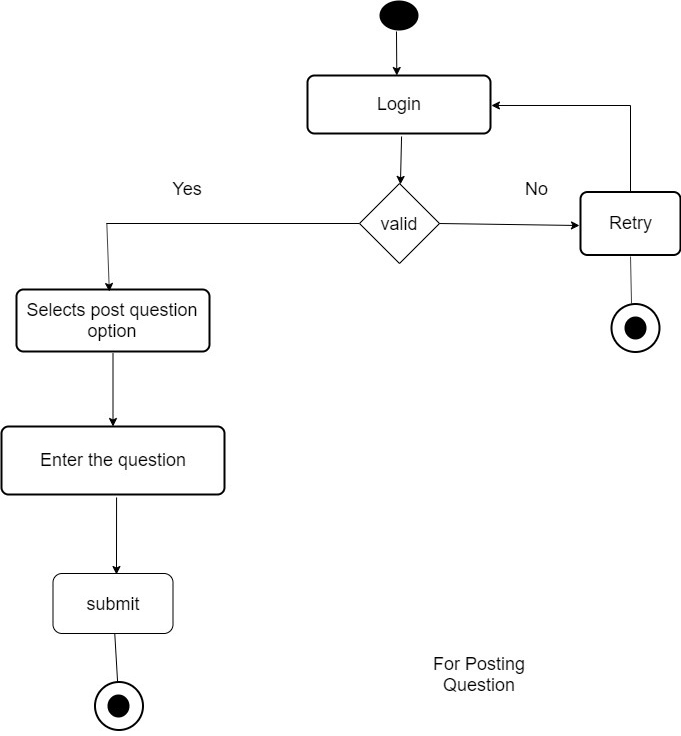 Login
Yes
No
valid
Retry
Selects post question
option
Enter the question
submit
For Posting
Question